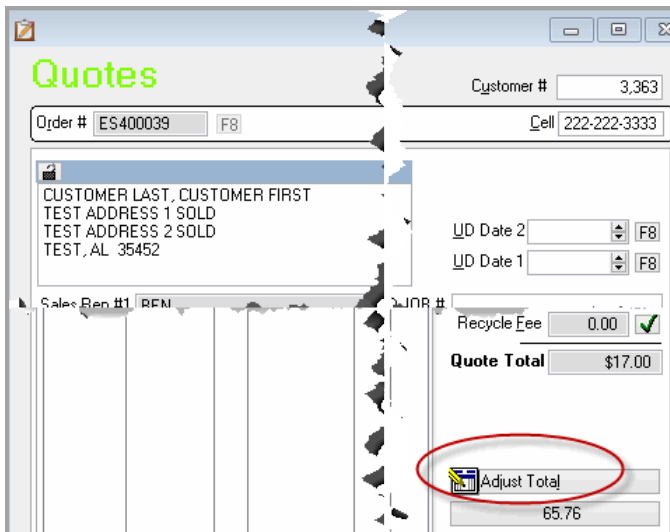 Quotes
Customer # 3,363
Order # ES400039 F8 Cell 222-222-3333
CUSTOMER LAST, CUSTOMER FIRST
TEST ADDRESS 1 SOLD
TEST ADDRESS 2 SOLD
TEST, AL 35452
UD Date 2 F8
UD Date 1 F8
Sales Rep #1 BEN JOB #
Recycle Fee 0.00
Quote Total $17.00
Adjust Total
65.76